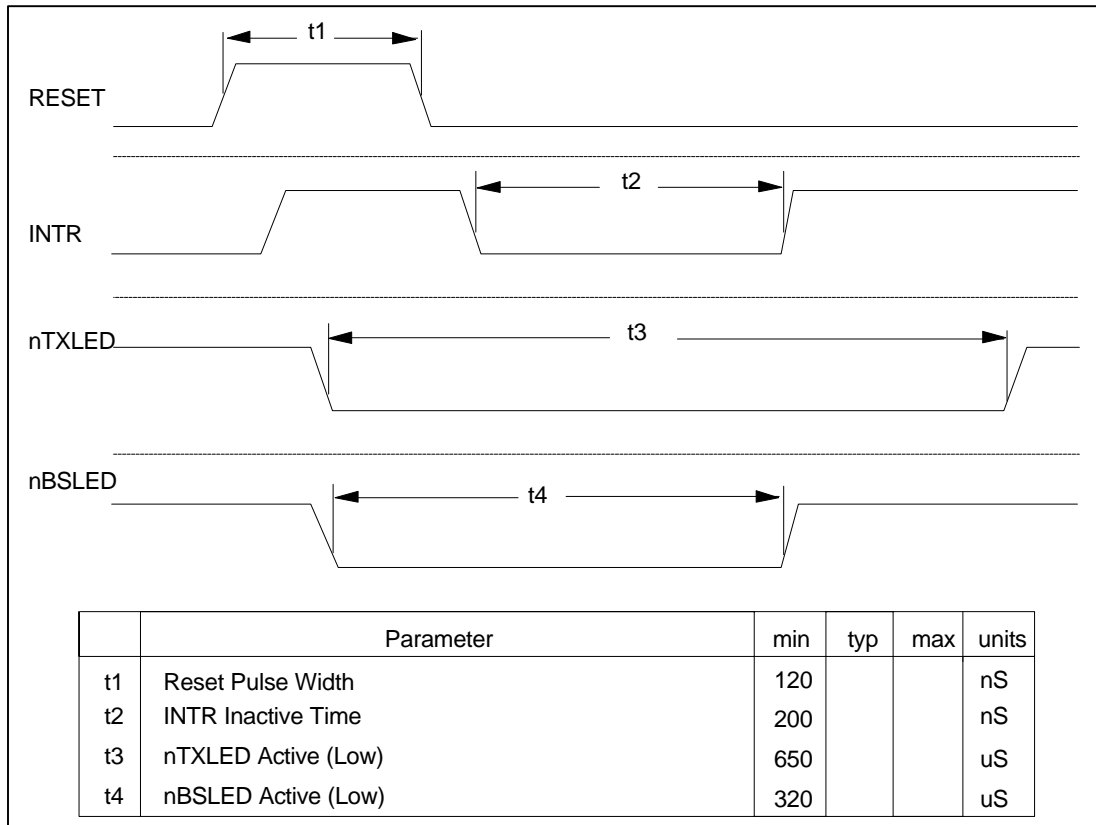 t1
RESET
t2
INTR
t3
nTXLED
nBSLED
t4
Parameter min typ max units
t1 Reset Pulse Width 120 nS
t2 INTR Inactive Time 200 nS
t3 nTXLED Active (Low) 650 uS
t4 nBSLED Active (Low) 320 uS